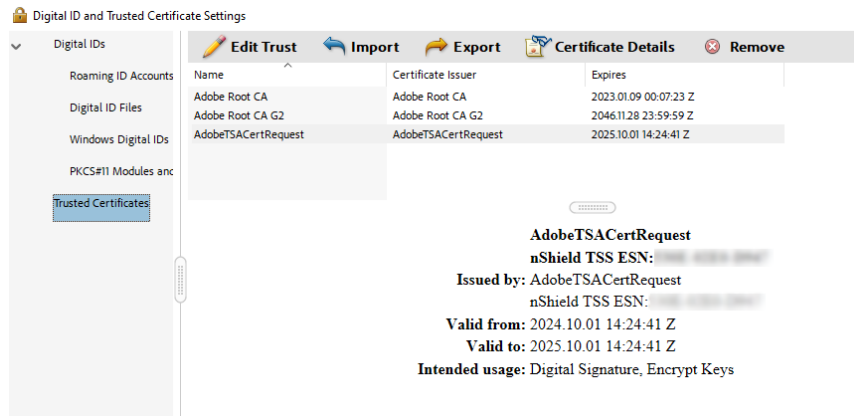 Digital ID and Trusted Certificate Settings
Digital IDs
Roaming ID Accounts
Digital ID Files
Windows Digital IDs
PKCS#11 Modules and
Trusted Certificates
Edit Trust Import Export Certificate Details Remove
Name Certificate Issuer Expires
Adobe Root CA Adobe Root CA 2023.01.09 00:07:23 Z
Adobe Root CA G2 Adobe Root CA G2 2046.11.28 23:59:59 Z
AdobeTSACertRequest AdobeTSACertRequest 2025.10.01 14:24:41 Z
AdobeTSACertRequest
nShield TSS ESN:
Issued by: AdobeTSACertRequest
nShield TSS ESN:
Valid from: 2024.10.01 14:24:41 Z
Valid to: 2025.10.01 14:24:41 Z
Intended usage: Digital Signature, Encrypt Keys